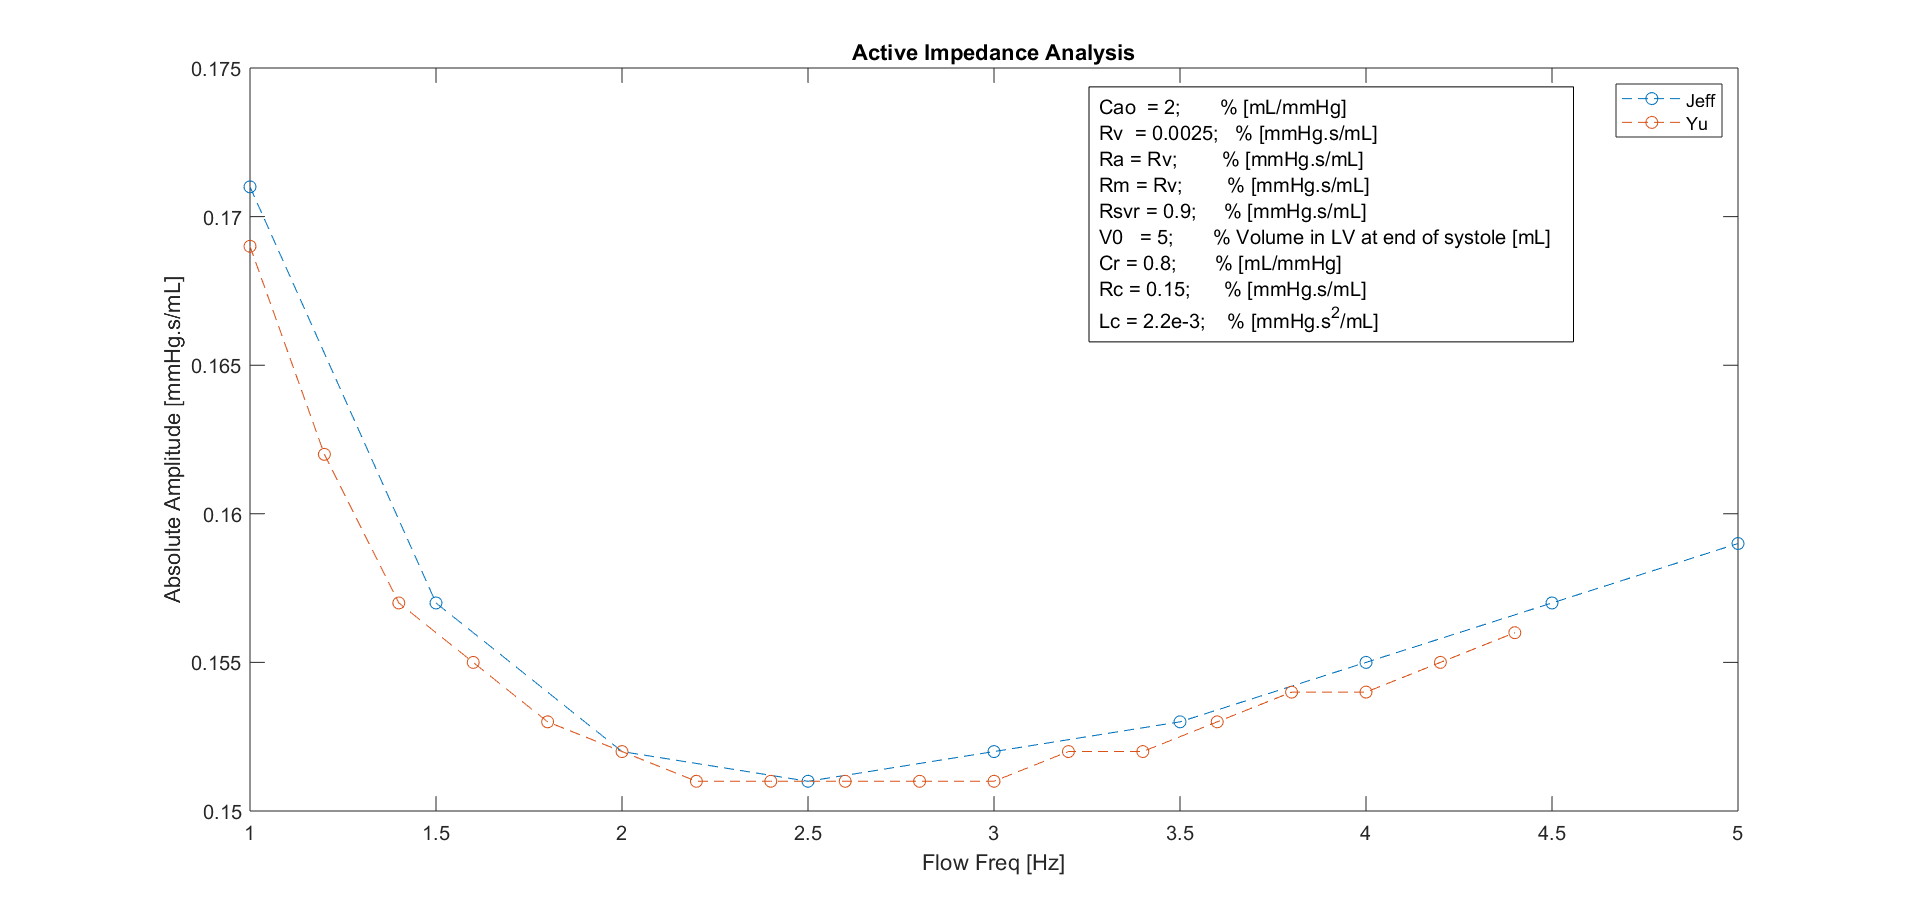 Active Impedance Analysis
0.175
0.17
0.165
0.16
0.155
0.15
Absolute Amplitude [mmHg.s/mL]
Cao = 2; % [mL/mmHg]
Rv = 0.0025; % [mmHg.s/mL]
Ra = Rv; % [mmHg.s/mL]
Rm = Rv; % [mmHg.s/mL]
Rsvr = 0.9; % [mmHg.s/mL]
V0 = 5; % Volume in LV at end of systole [mL]
Cr = 0.8; % [mL/mmHg]
Rc = 0.15; % [mmHg.s/mL]
Lc = 2.2e-3; % [mmHg.s²/mL]
Jeff
Yu
1 1.5 2 2.5 3 3.5 4 4.5 5
Flow Freq [Hz]